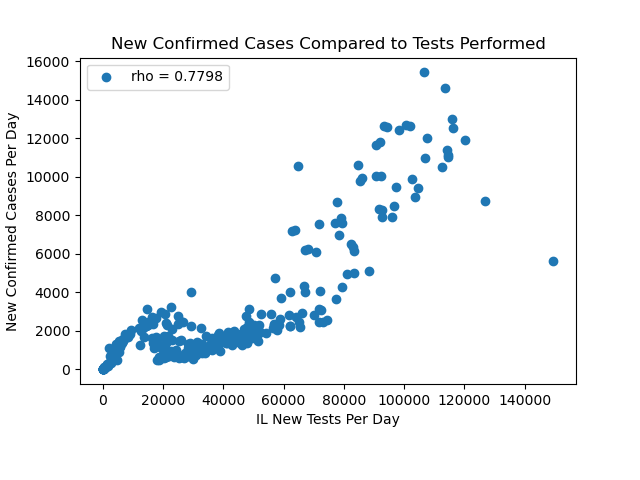 New Confirmed Cases Compared to Tests Performed
rho = 0.7798
16000
14000
12000
10000
8000
6000
4000
2000
0
New Confirmed Caeses Per Day
0 20000 40000 60000 80000 100000 120000 140000
IL New Tests Per Day